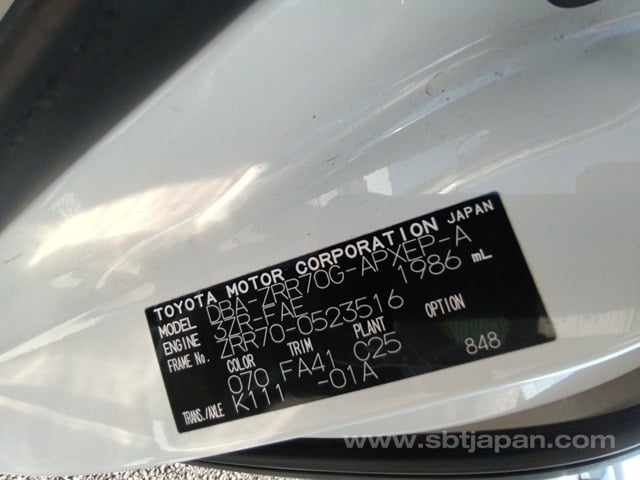 TOYOTA MOTOR CORPORATION JAPAN
MODEL DBA-ZRR70G-APXEP-A
ENGINE 3ZR-FAE 1986 mL
FRAME No. ZRR70-0523516
COLOR TRIM PLANT OPTION
070 FA41 C25 848
TRANS./AXLE K111 -01A
www.sbtjapan.com